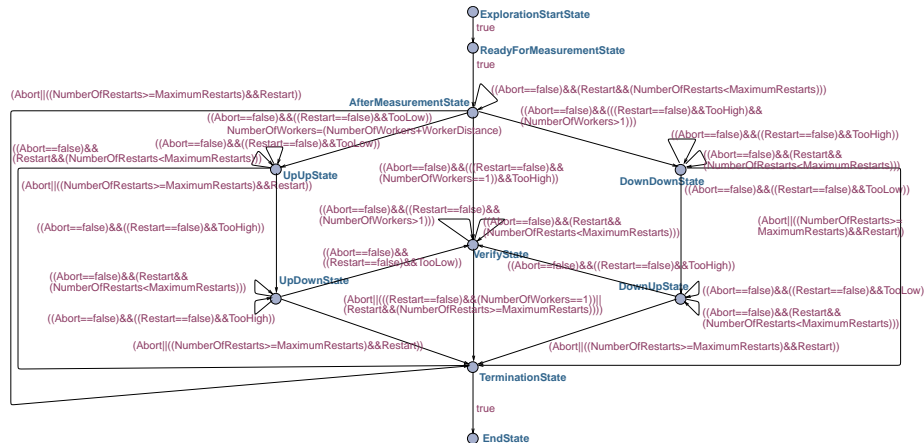 ExplorationStartState
true
ReadyForMeasurementState
true
(Abort||((NumberOfRestarts>=MaximumRestarts)&&Restart))
((Abort==false)&&(Restart&&(NumberOfRestarts<MaximumRestarts)))
AfterMeasurementState
((Abort==false)&&(((Restart==false)&&TooHigh)&&
(NumberOfWorkers>1)))
((Abort==false)&&((Restart==false)&&TooLow))
NumberOfWorkers=(NumberOfWorkers+WorkerDistance)
((Abort==false)&&((Restart==false)&&TooLow))
((Abort==false)&&((Restart==false)&&TooHigh))
((Abort==false)&&
(Restart&&(NumberOfRestarts<MaximumRestarts)))
((Abort==false)&&(Restart&&
(NumberOfRestarts<MaximumRestarts)))
UpUpState
((Abort==false)&&(((Restart==false)&&
(NumberOfWorkers==1))&&TooHigh))
DownDownState
(Abort||((NumberOfRestarts>=MaximumRestarts)&&Restart))
((Abort==false)&&((Restart==false)&&TooLow))
((Abort==false)&&((Restart==false)&&
(NumberOfWorkers>1)))
((Abort==false)&&(Restart&&
(NumberOfRestarts<MaximumRestarts)))
(Abort||((NumberOfRestarts>=
MaximumRestarts)&&Restart))
((Abort==false)&&((Restart==false)&&TooHigh))
VerifyState
((Abort==false)&&
((Restart==false)&&TooLow))
((Abort==false)&&((Restart==false)&&TooHigh))
((Abort==false)&&(Restart&&
(NumberOfRestarts<MaximumRestarts)))
UpDownState
DownUpState
((Abort==false)&&((Restart==false)&&TooLow)
(Abort||(((Restart==false)&&(NumberOfWorkers==1))||
(Restart&&(NumberOfRestarts>=MaximumRestarts))))
((Abort==false)&&((Restart==false)&&TooHigh))
((Abort==false)&&(Restart&&
(NumberOfRestarts<MaximumRestarts)))
(Abort||((NumberOfRestarts>=MaximumRestarts)&&Restart))
(Abort||((NumberOfRestarts>=MaximumRestarts)&&Restart))
TerminationState
true
EndState